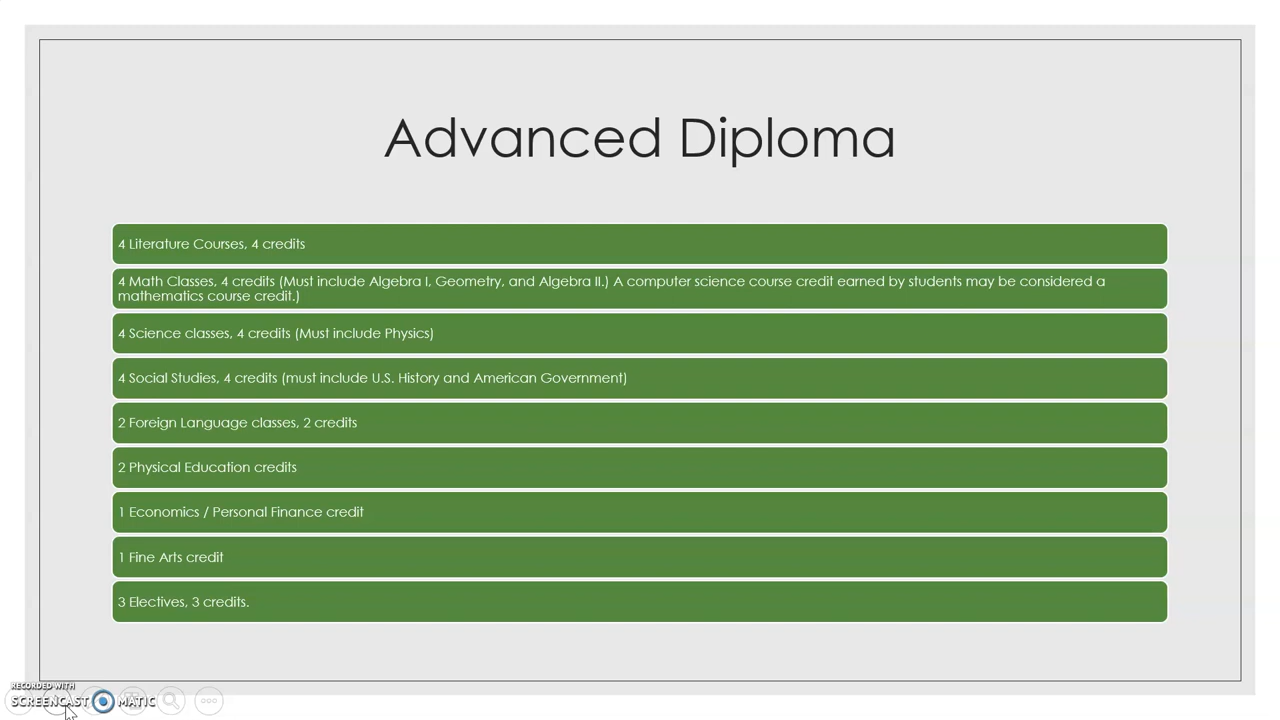 Advanced Diploma
4 Literature Courses, 4 credits
4 Math Classes, 4 credits (Must include Algebra I, Geometry, and Algebra II.) A computer science course credit earned by students may be considered a
mathematics course credit.)
4 Science classes, 4 credits (Must include Physics)
4 Social Studies, 4 credits (must include U.S. History and American Government)
2 Foreign Language classes, 2 credits
2 Physical Education credits
1 Economics / Personal Finance credit
1 Fine Arts credit
3 Electives, 3 credits.
RECORDED WITH
SCREENCAST MATIC